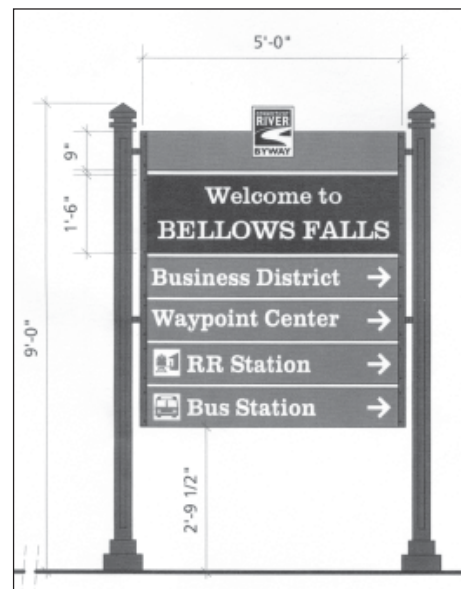 5'-0"
CONNECTICUT
RIVER
BYWAY
9"
1'-6"
9'-0"
Welcome to
BELLOWS FALLS
Business District
Waypoint Center
RR Station
Bus Station
2'-9 1/2"